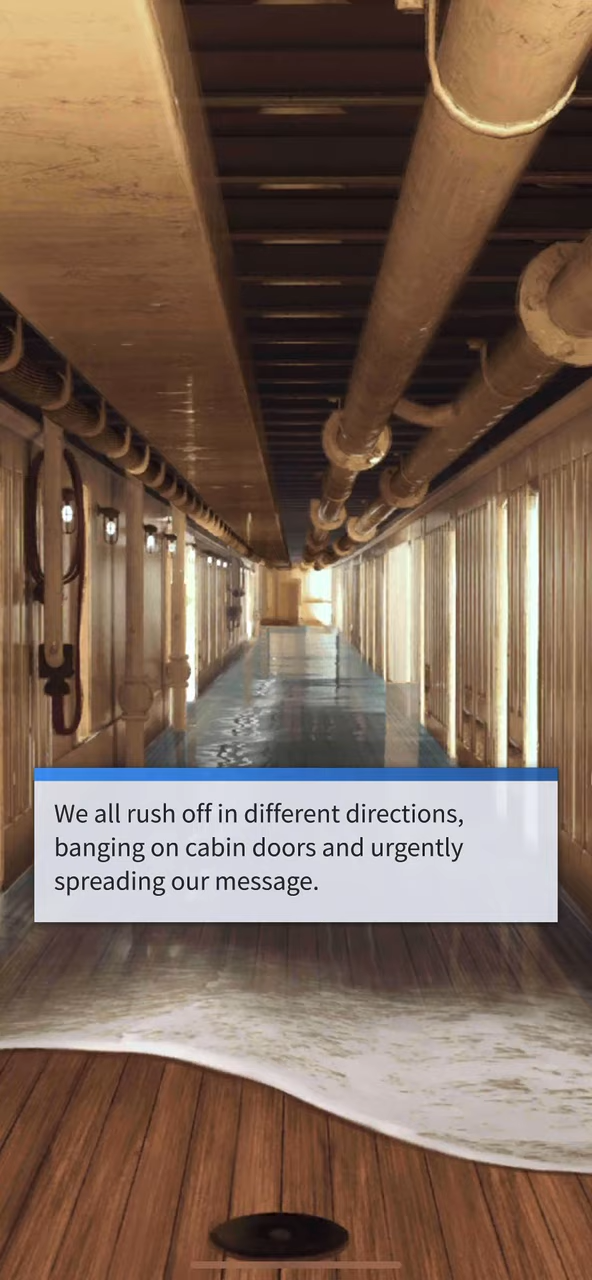 We all rush off in different directions,
banging on cabin doors and urgently
spreading our message.